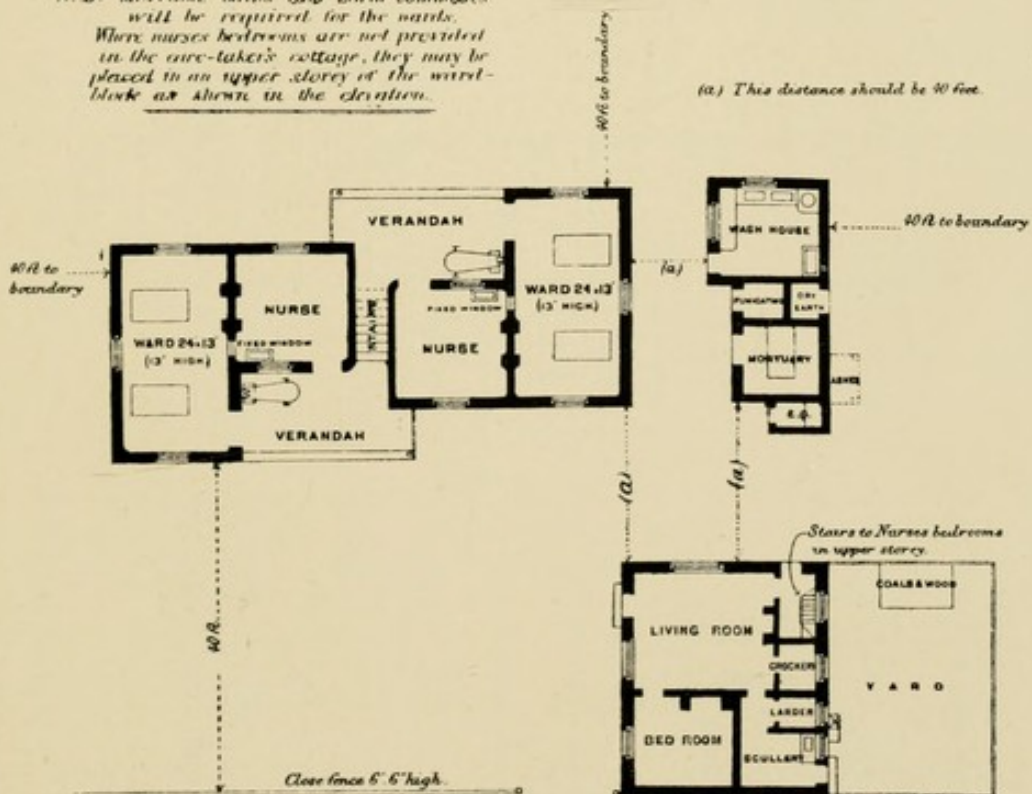 will be required for the wards.
Where nurses bedrooms are not provided
in the care-taker's cottage, they may be
placed in an upper storey of the ward-
block as shewn in the elevation.
40 ft to boundary
(a) This distance should be 40 feet.
VERANDAH
WASH HOUSE
40 ft to boundary
40 ft to
boundary
(a)
NURSE
STAIRS
FIXED WINDOW
WARD 24 × 13
(13' HIGH)
FUMIGATING
DRY
EARTH
WARD 24 × 13
(13' HIGH)
FIXED WINDOW
NURSE
MORTUARY
ASHES
E.C.
VERANDAH
(a)
(a)
Stairs to Nurses bedrooms
in upper storey.
COALS & WOOD
40 ft.
LIVING ROOM
CROCKERY
YARD
LARDER
BED ROOM
SCULLERY
Close fence 6'.6" high.